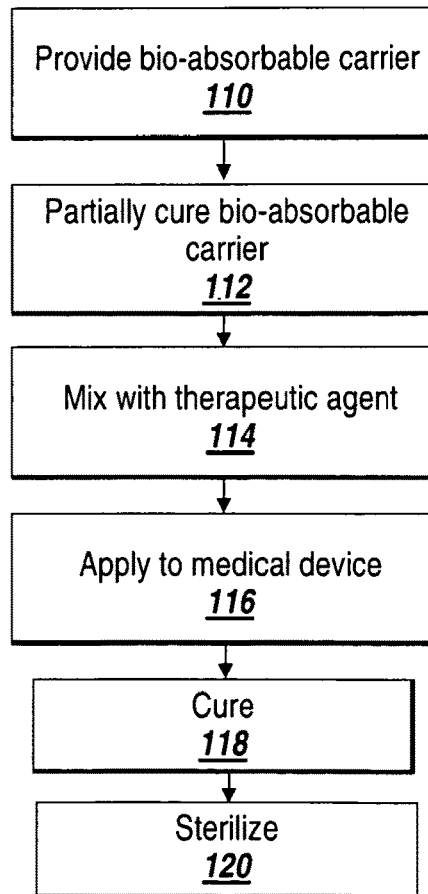 Provide bio-absorbable carrier
110
Partially cure bio-absorbable
carrier
112
Mix with therapeutic agent
114
Apply to medical device
116
Cure
118
Sterilize
120